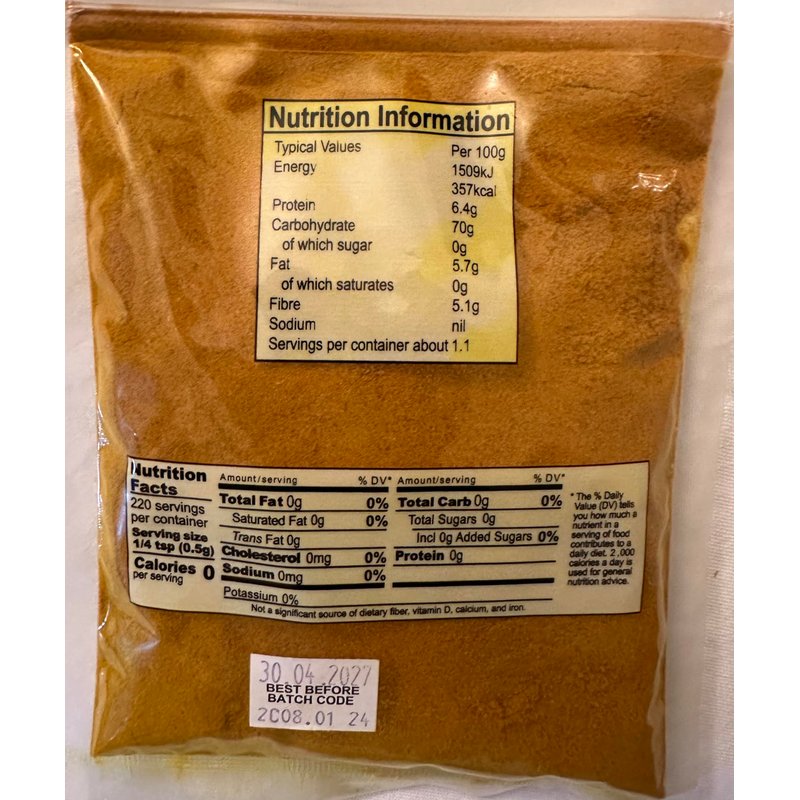 Nutrition Information
Typical Values Per 100g
Energy 1509kJ
357kcal
Protein 6.4g
Carbohydrate 70g
of which sugar 0g
Fat 5.7g
of which saturates 0g
Fibre 5.1g
Sodium nil
Servings per container about 1.1
Nutrition
Facts
220 servings
per container
Serving size
1/4 tsp (0.5g)
Calories 0
per serving
Amount/serving % DV* Amount/serving % DV*
Total Fat 0g 0% Total Carb 0g 0%
Saturated Fat 0g 0% Total Sugars 0g
Trans Fat 0g Incl 0g Added Sugars 0%
Cholesterol 0mg 0% Protein 0g
Sodium 0mg 0%
Potassium 0%
Not a significant source of dietary fiber, vitamin D, calcium, and iron.
* The % Daily
Value (DV) tells
you how much a
nutrient in a
serving of food
contributes to a
daily diet. 2 ,000
calories a day is
used for general
nutrition advice.
30.04.2027
BEST BEFORE
BATCH CODE
2C08.01 24